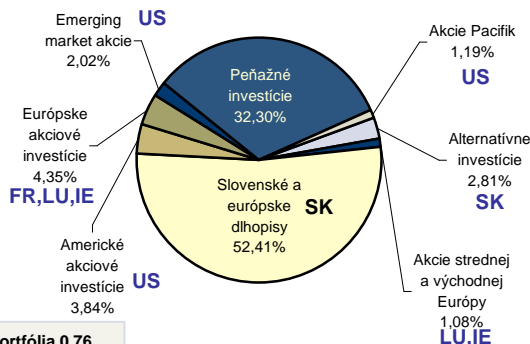 Emerging
market akcie
2,02%
US
Peňažné
investície
32,30%
Akcie Pacifik
1,19%
US
Európske
akciové
investície
4,35%
FR,LU,IE
Alternatívne
investície
2,81%
SK
Slovenské a
európske
dlhopisy
52,41%
SK
Americké
akciové
investície
3,84%
US
Akcie strednej
a východnej
Európy
1,08%
LU,IE
ortfólia 0,76